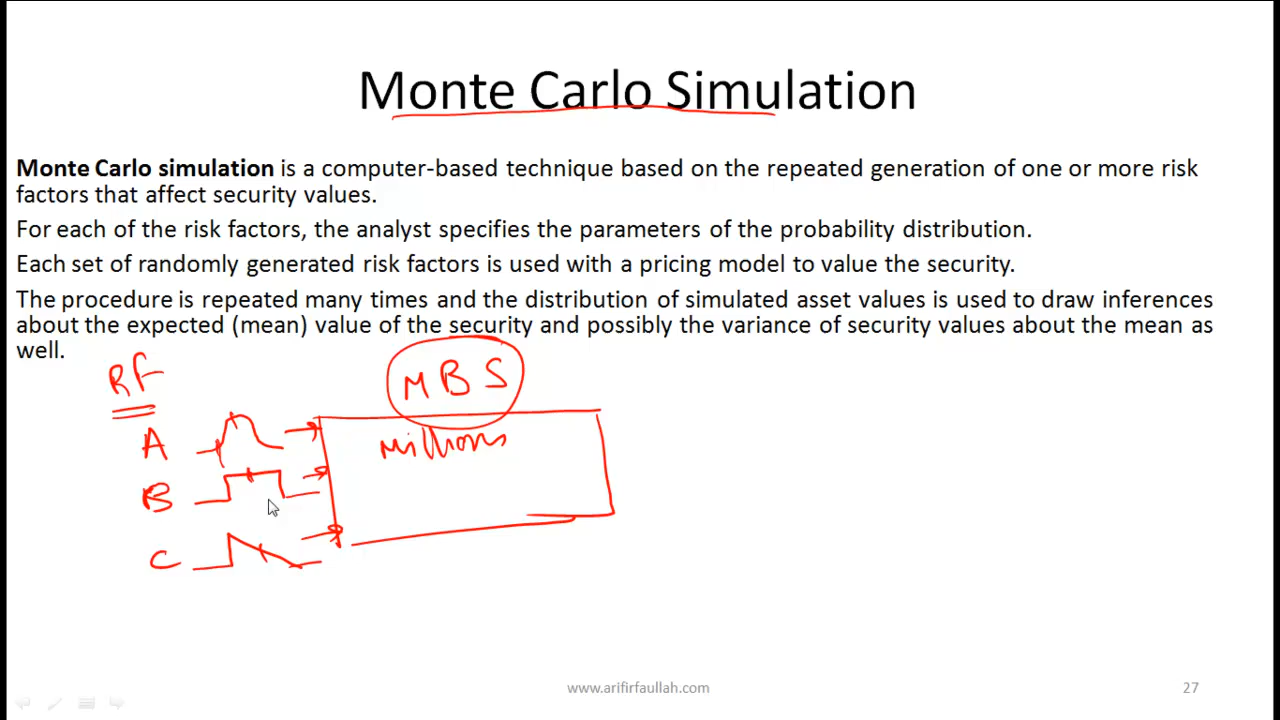 Monte Carlo Simulation
Monte Carlo simulation is a computer-based technique based on the repeated generation of one or more risk
factors that affect security values.
For each of the risk factors, the analyst specifies the parameters of the probability distribution.
Each set of randomly generated risk factors is used with a pricing model to value the security.
The procedure is repeated many times and the distribution of simulated asset values is used to draw inferences
about the expected (mean) value of the security and possibly the variance of security values about the mean as
well.
RF
MBS
A
Millions
B
C
www.arifirfaullah.com
27